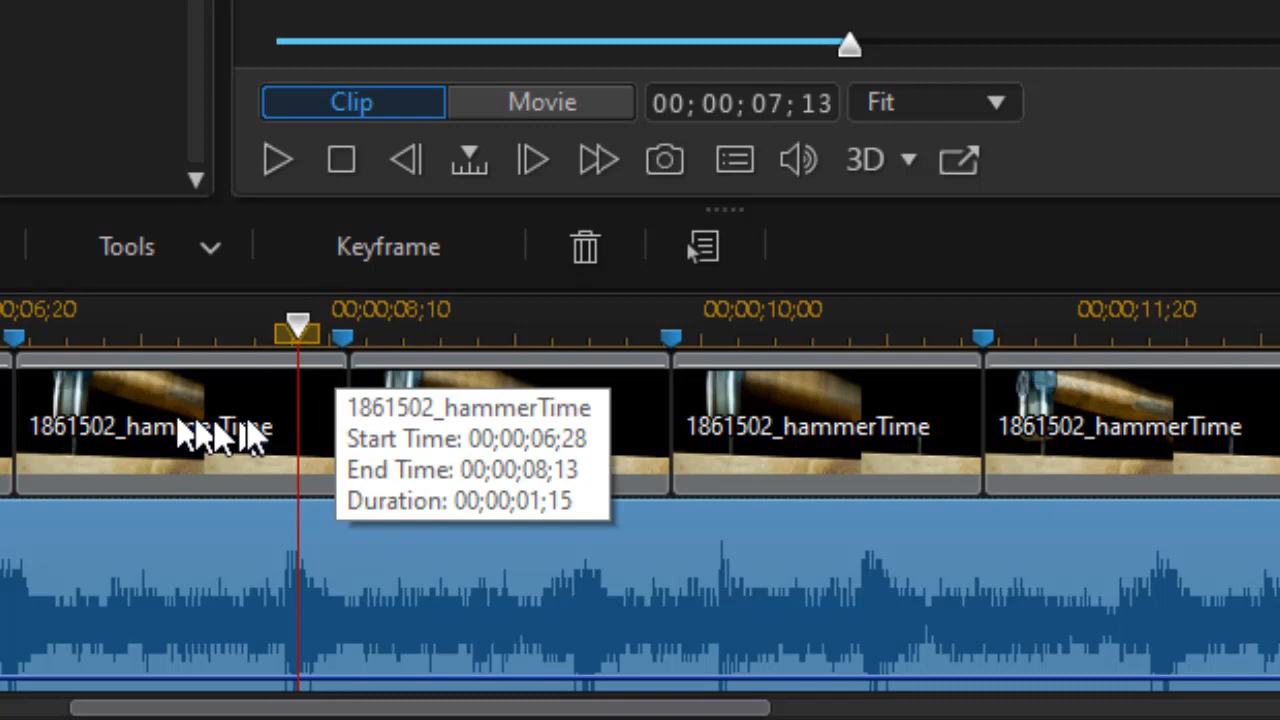 Clip Movie 00; 00; 07; 13 Fit
3D
Tools Keyframe
0;06;20 00;00;08;10 00;00;10;00 00;00;11;20
1861502_hammerTime 1861502_hammerTime 1861502_hammerTime
1861502_hammerTime
Start Time: 00;00;06;28
End Time: 00;00;08;13
Duration: 00;00;01;15